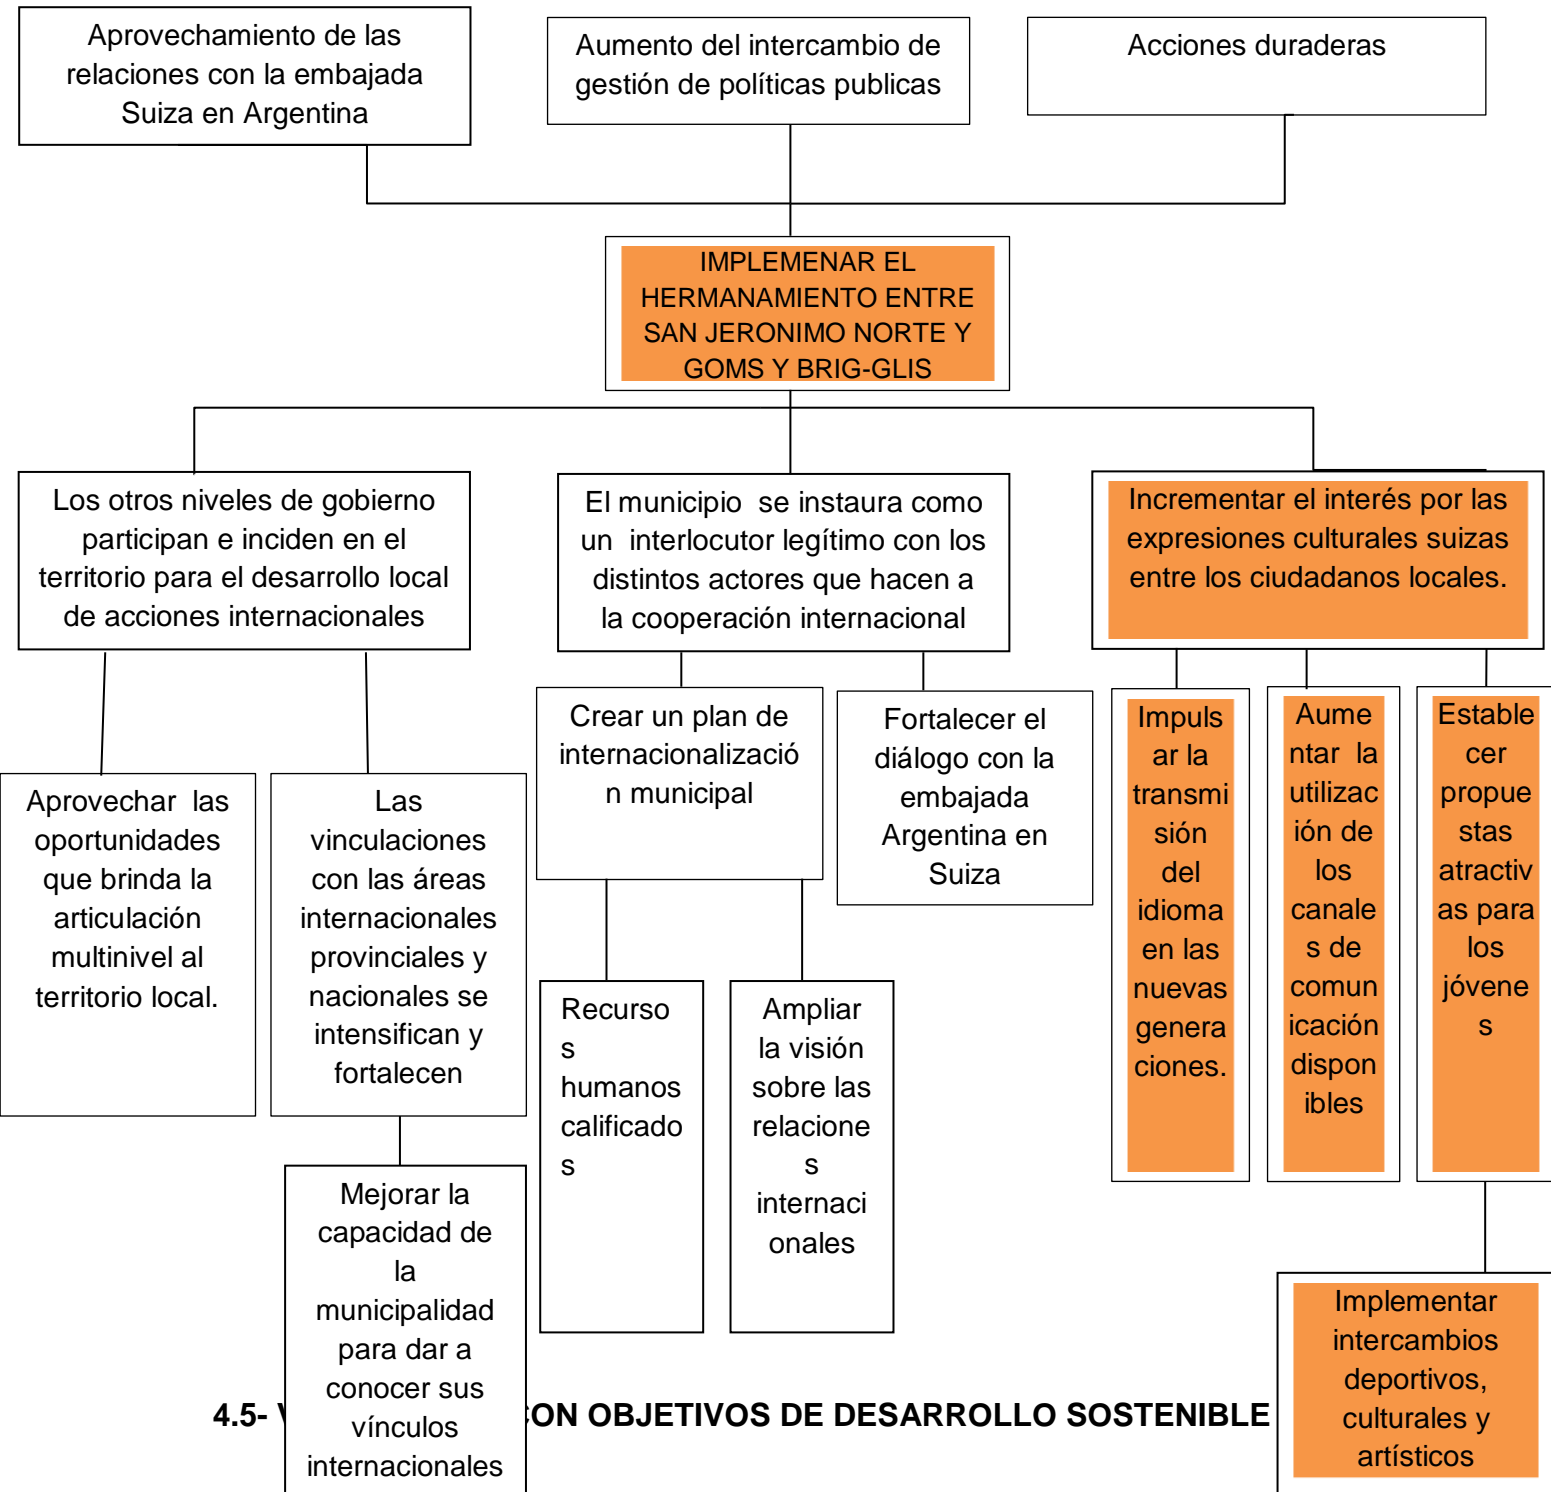 Aprovechamiento de las
relaciones con la embajada
Suiza en Argentina
Aumento del intercambio de
gestión de políticas publicas
Acciones duraderas
IMPLEMENAR EL
HERMANAMIENTO ENTRE
SAN JERONIMO NORTE Y
GOMS Y BRIG-GLIS
Los otros niveles de gobierno
participan e inciden en el
territorio para el desarrollo local
de acciones internacionales
El municipio se instaura como
un interlocutor legítimo con los
distintos actores que hacen a
la cooperación internacional
Incrementar el interés por las
expresiones culturales suizas
entre los ciudadanos locales.
Aprovechar las
oportunidades
que brinda la
articulación
multinivel al
territorio local.
Las
vinculaciones
con las áreas
internacionales
provinciales y
nacionales se
intensifican y
fortalecen
Crear un plan de
internacionalizació
n municipal
Fortalecer el
diálogo con la
embajada
Argentina en
Suiza
Impuls
ar la
transmi
sión
del
idioma
en las
nuevas
genera
ciones.
Aume
ntar la
utilizac
ión de
los
canale
s de
comun
icación
dispon
ibles
Estable
cer
propue
stas
atractiv
as para
los
jóvene
s
Recurso
s
humanos
calificado
s
Ampliar
la visión
sobre las
relacione
s
internaci
onales
Mejorar la
capacidad de
la
municipalidad
para dar a
conocer sus
vínculos
internacionales
Implementar
intercambios
deportivos,
culturales y
artísticos
4.5- CON OBJETIVOS DE DESARROLLO SOSTENIBLE